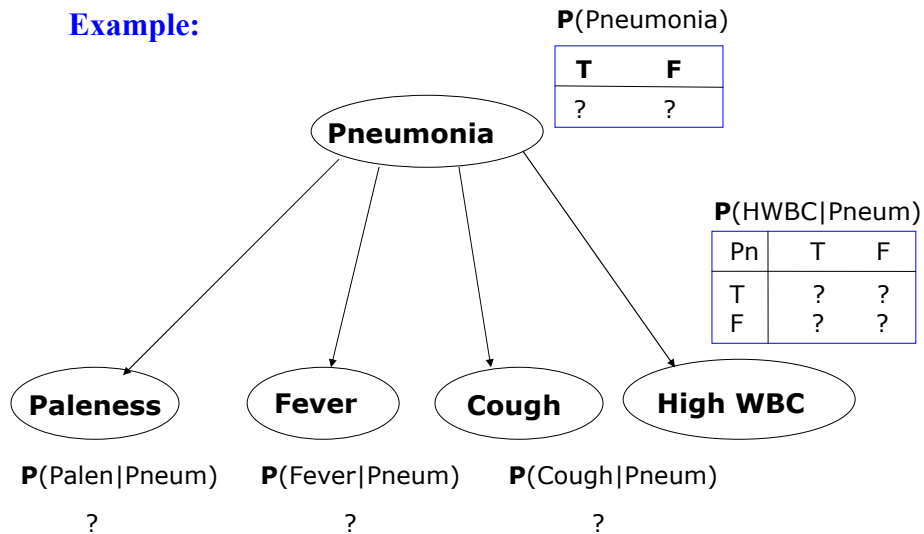 Example:
P(Pneumonia)
T F
? ?
Pneumonia
P(HWBC|Pneum)
Pn T F
T ? ?
F ? ?
Paleness Fever Cough High WBC
P(Palen|Pneum) P(Fever|Pneum) P(Cough|Pneum)
? ? ?